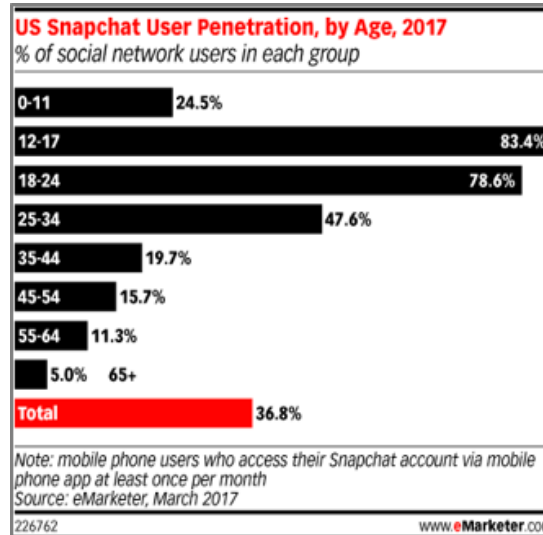 US Snapchat User Penetration, by Age, 2017
% of social network users in each group
0-11 24.5%
12-17 83.4%
18-24 78.6%
25-34 47.6%
35-44 19.7%
45-54 15.7%
55-64 11.3%
5.0% 65+
Total 36.8%
Note: mobile phone users who access their Snapchat account via mobile
phone app at least once per month
Source: eMarketer, March 2017
226762 www.eMarketer.co